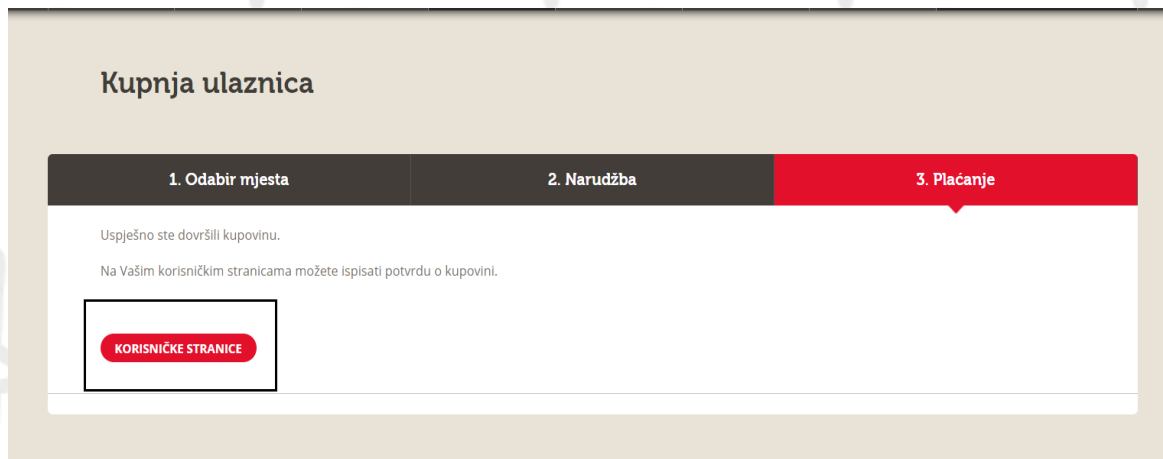 Kupnja ulaznica
1. Odabir mjesta
2. Narudžba
3. Plaćanje
Uspješno ste dovršili kupovinu.
Na Vašim korisničkim stranicama možete ispisati potvrdu o kupovini.
KORISNIČKE STRANICE